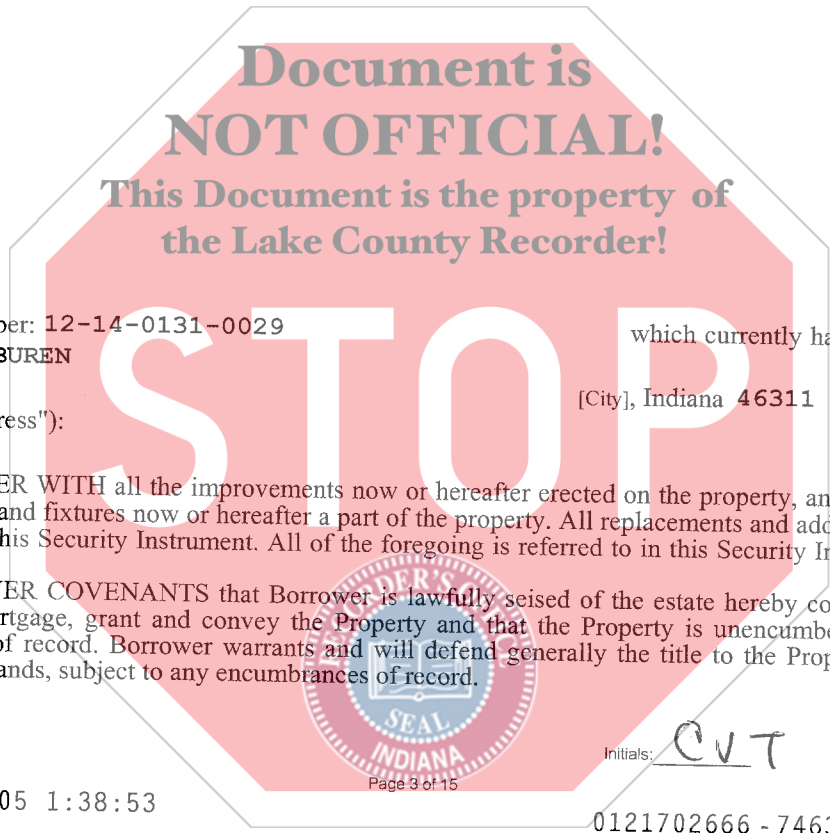 Document is
NOT OFFICIAL!
This Document is the property of
the Lake County Recorder!
STOP
ber: 12-14-0131-0029
which currently ha
BUREN
[City], Indiana 46311
ress"):
ER WITH all the improvements now or hereafter erected on the property, an
and fixtures now or hereafter a part of the property. All replacements and add
his Security Instrument. All of the foregoing is referred to in this Security In
ER COVENANTS that Borrower is lawfully seised of the estate hereby co
rtgage, grant and convey the Property and that the Property is unencumbe
of record. Borrower warrants and will defend generally the title to the Prop
ands, subject to any encumbrances of record.
RECORDER'S OFFICE
SEAL
INDIANA
Initials: CVT
Page 3 of 15
05 1:38:53
0121702666 - 746